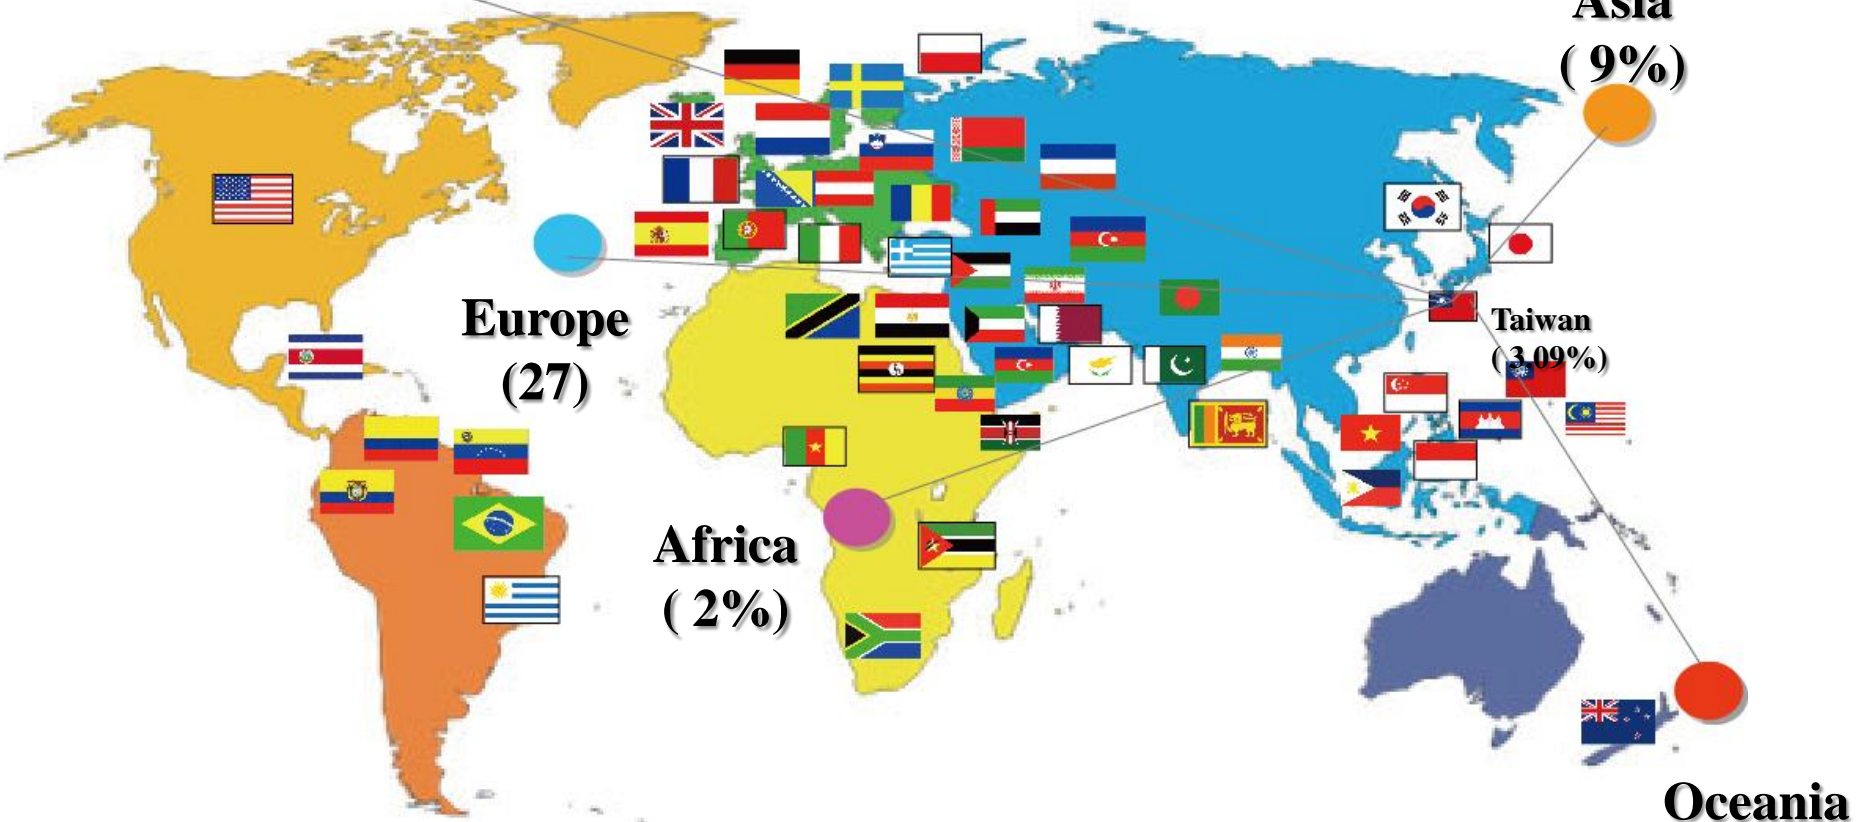 Asia
( 9%)
Europe
(27)
Taiwan
( 3.09%)
Africa
( 2%)
Oceania